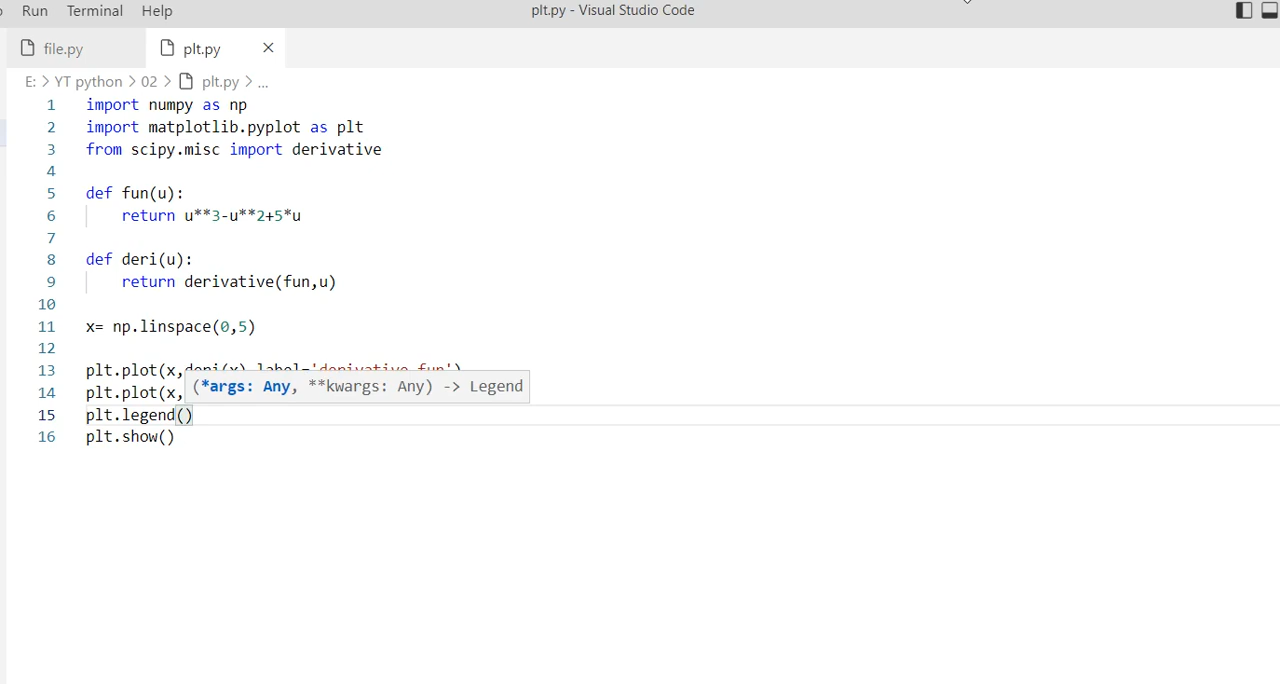 Run Terminal Help plt.py - Visual Studio Code
file.py plt.py
E: > YT python > 02 > plt.py > ...
1 import numpy as np
2 import matplotlib.pyplot as plt
3 from scipy.misc import derivative
4
5 def fun(u):
6 return u**3-u**2+5*u
7
8 def deri(u):
9 return derivative(fun,u)
10
11 x= np.linspace(0,5)
12
13 plt.plot(x,deri(x),label='derivative fun')
14 plt.plot(x,
(*args: Any, **kwargs: Any) -> Legend
15 plt.legend()
16 plt.show()